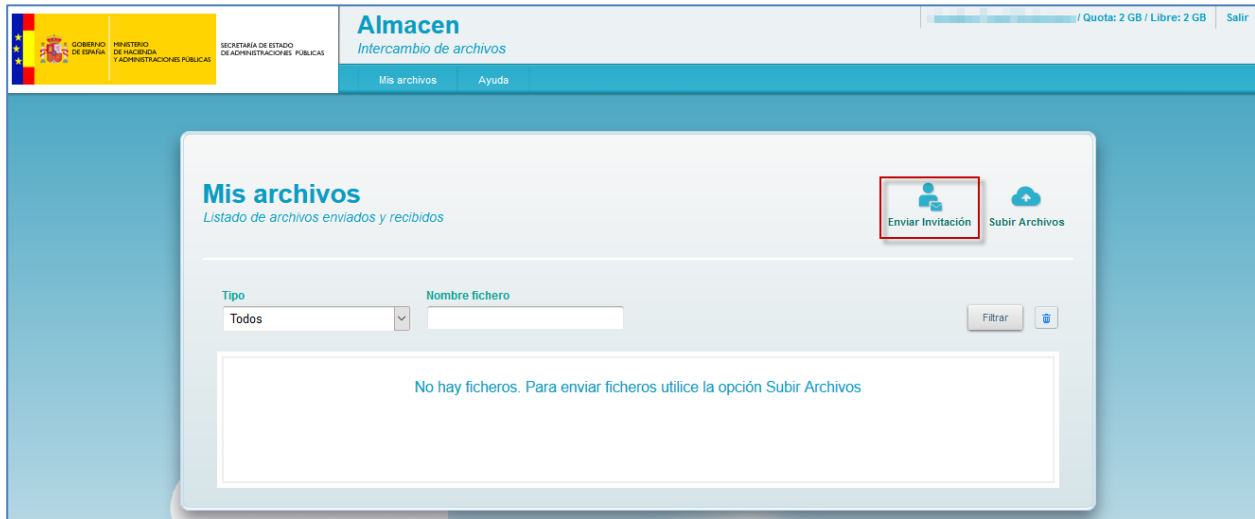 GOBIERNO
DE ESPAÑA
MINISTERIO
DE HACIENDA
Y ADMINISTRACIONES PÚBLICAS
SECRETARÍA DE ESTADO
DE ADMINISTRACIONES PÚBLICAS
Almacen
Intercambio de archivos
/ Quota: 2 GB / Libre: 2 GB
Salir
Mis archivos
Ayuda
Mis archivos
Listado de archivos enviados y recibidos
Enviar Invitación
Subir Archivos
Tipo
Nombre fichero
Todos
Filtrar
No hay ficheros. Para enviar ficheros utilice la opción Subir Archivos